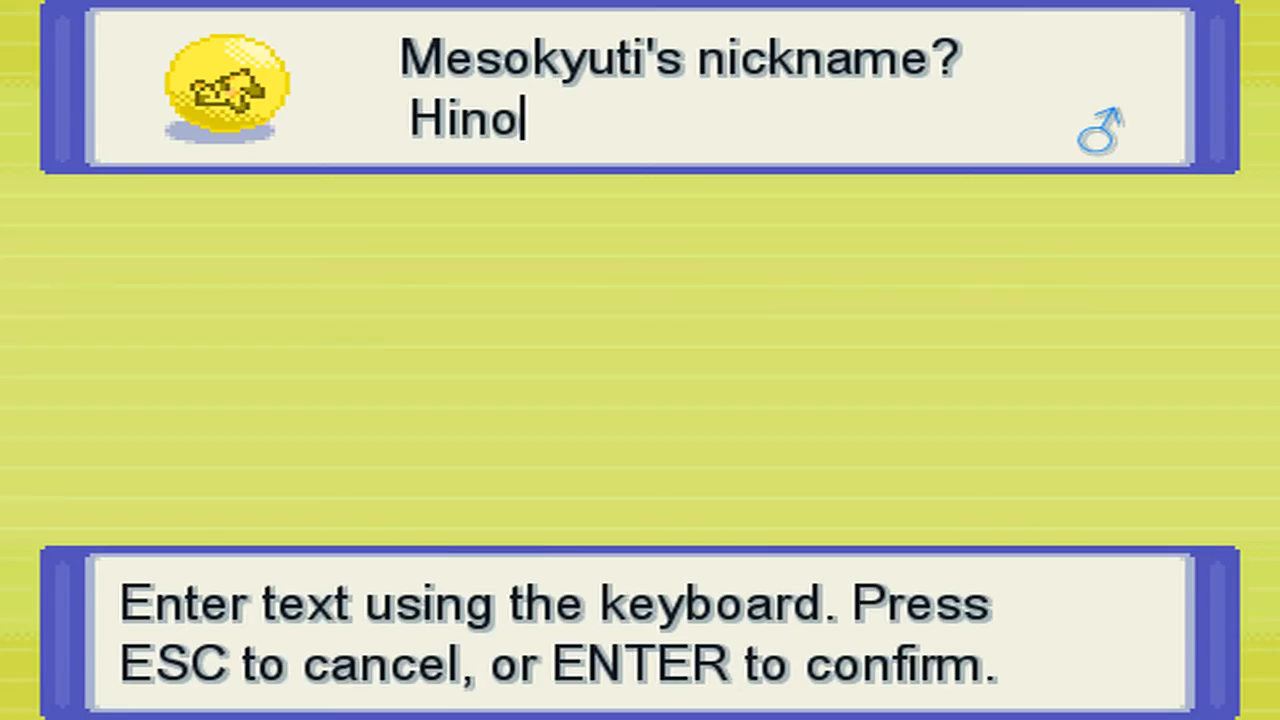 Mesokyuti's nickname?
Hino
Enter text using the keyboard. Press
ESC to cancel, or ENTER to confirm.